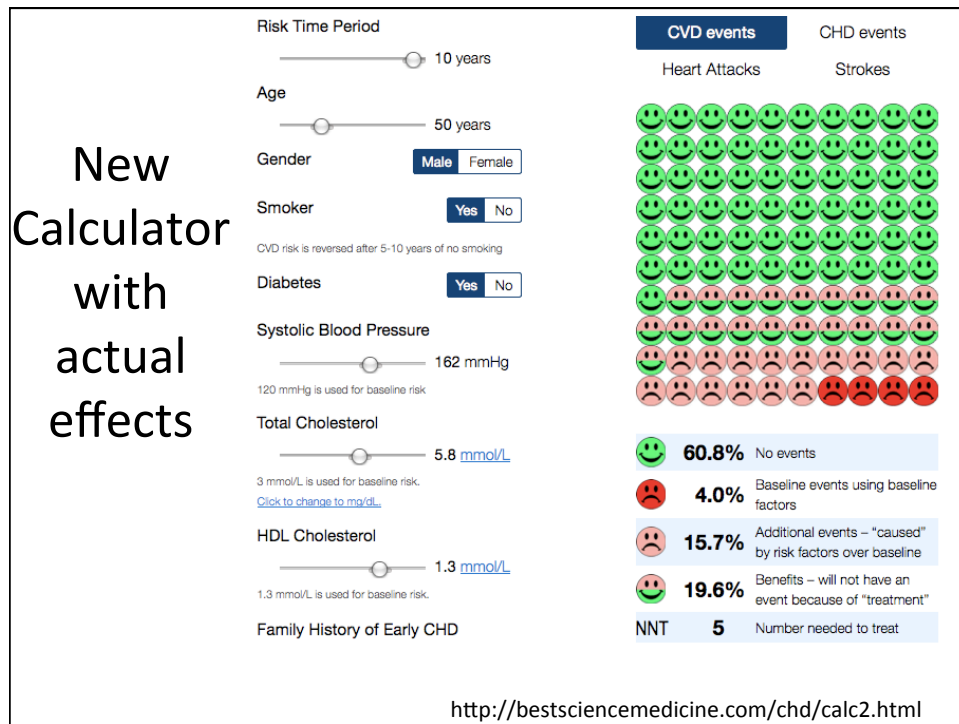 New
Calculator
with
actual
effects
Risk Time Period
10 years
Age
50 years
Gender
Male Female
Smoker
Yes No
CVD risk is reversed after 5-10 years of no smoking
Diabetes
Yes No
Systolic Blood Pressure
162 mmHg
120 mmHg is used for baseline risk
Total Cholesterol
5.8 mmol/L
3 mmol/L is used for baseline risk.
Click to change to mg/dL.
HDL Cholesterol
1.3 mmol/L
1.3 mmol/L is used for baseline risk.
Family History of Early CHD
CVD events CHD events
Heart Attacks Strokes
60.8% No events
4.0% Baseline events using baseline
factors
15.7% Additional events – “caused”
by risk factors over baseline
19.6% Benefits – will not have an
event because of “treatment”
NNT 5 Number needed to treat
http://bestsciencemedicine.com/chd/calc2.html